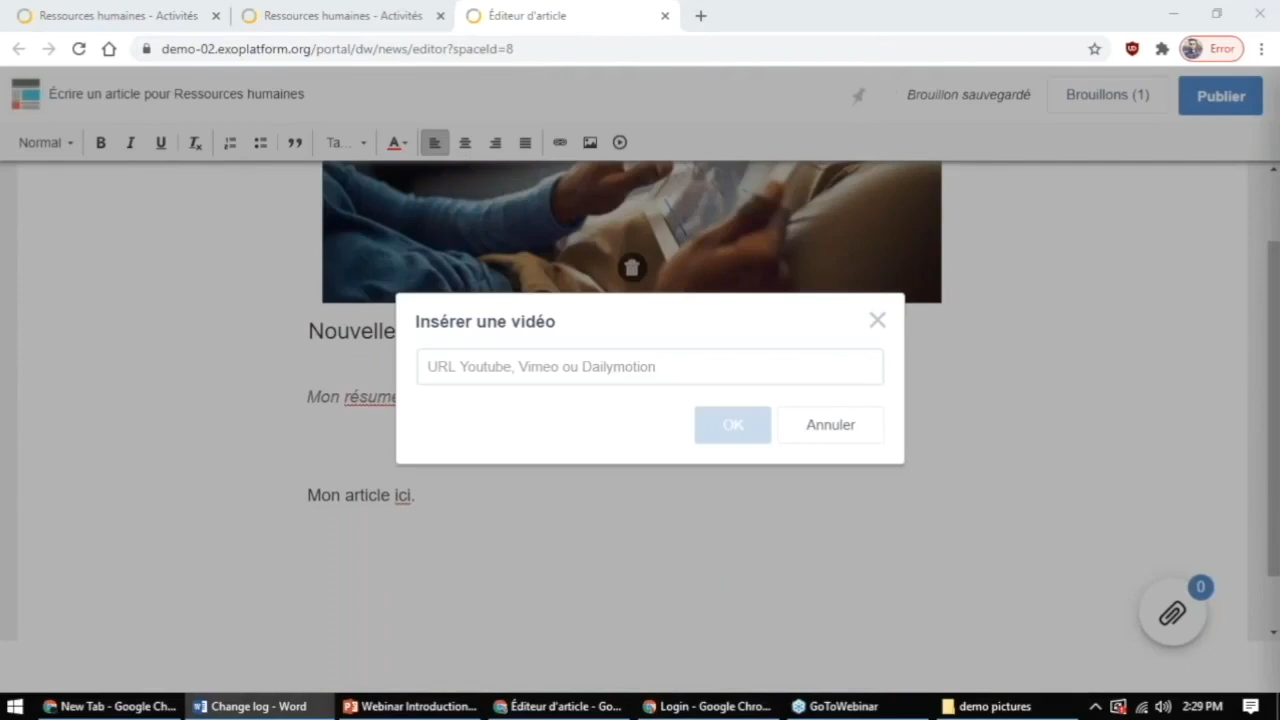 Ressources humaines - Activités
Ressources humaines - Activités
Éditeur d'article
demo-02.exoplatform.org/portal/dw/news/editor?spaceId=8
Error
Écrire un article pour Ressources humaines
Brouillon sauvegardé
Brouillons (1)
Publier
Normal
B I U Tx
Ta...
A
Nouvelle
Insérer une vidéo
URL Youtube, Vimeo ou Dailymotion
Mon résumé
OK
Annuler
Mon article ici.
0
New Tab - Google Ch...
Change log - Word
Webinar Introduction...
Éditeur d'article - Go...
Login - Google Chro...
GoToWebinar
demo pictures
2:29 PM